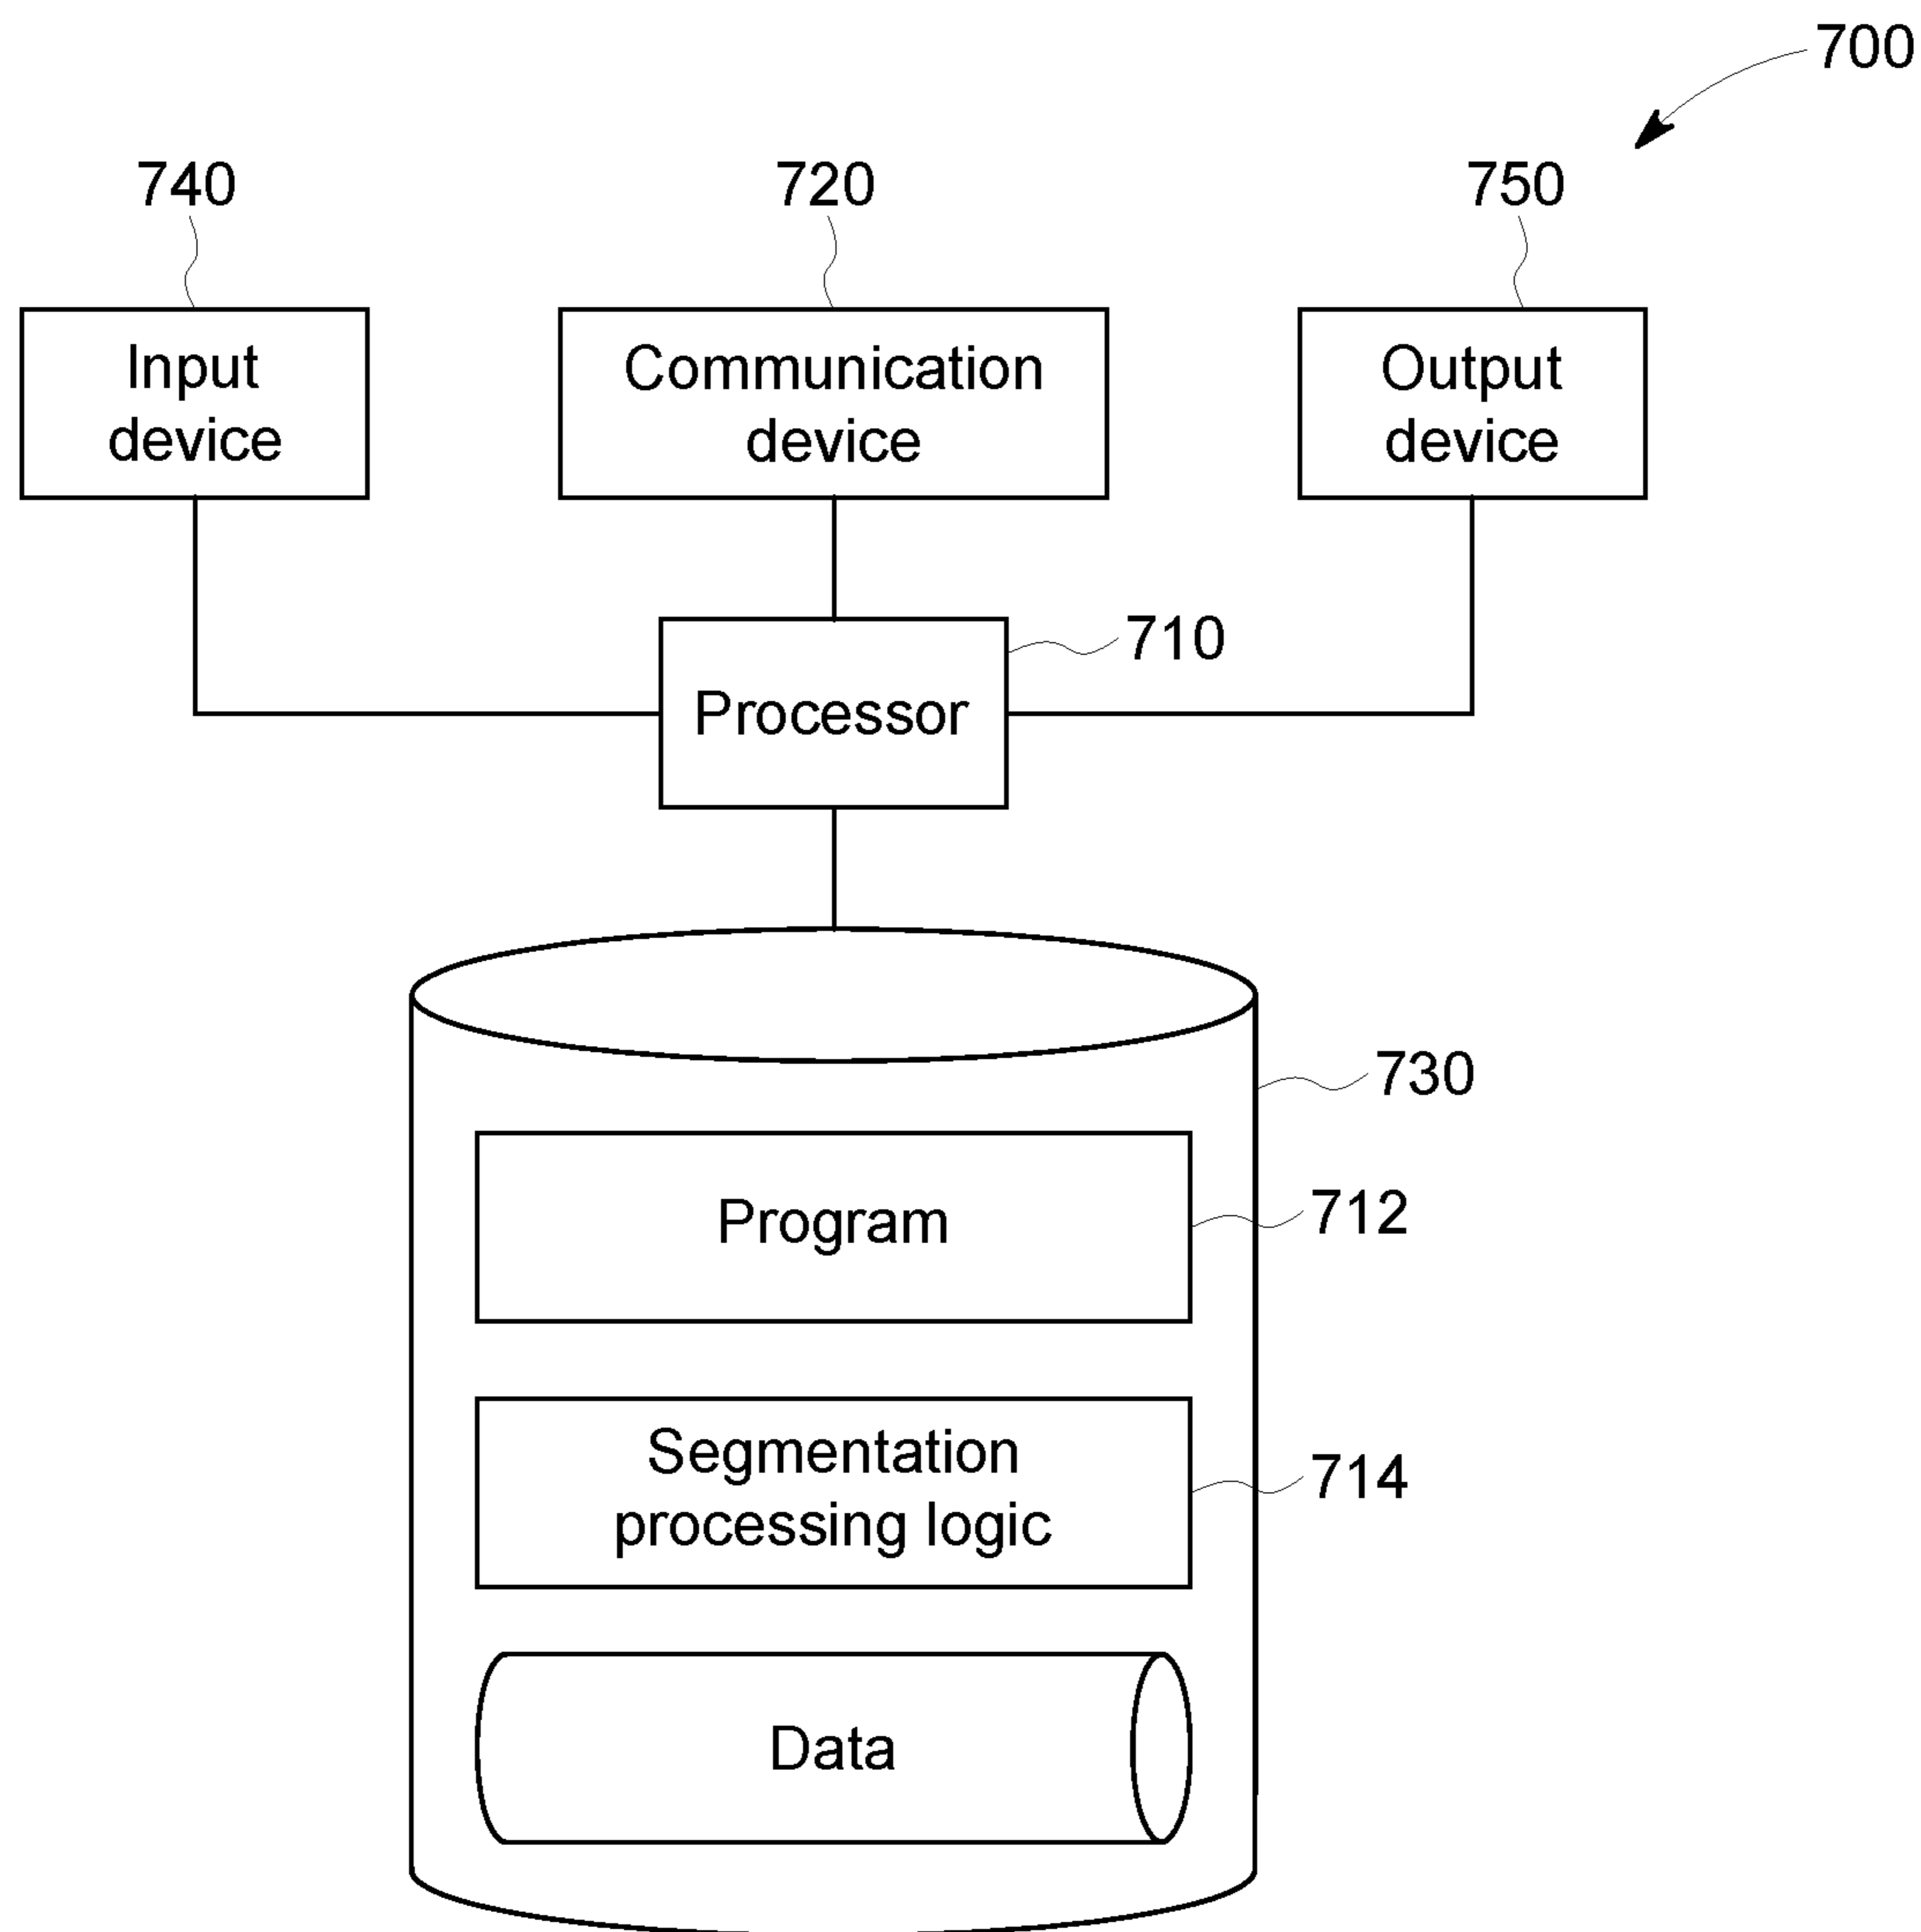 700
740
720
750
Input
device
Communication
device
Output
device
710
Processor
730
Program
712
Segmentation
processing logic
714
Data